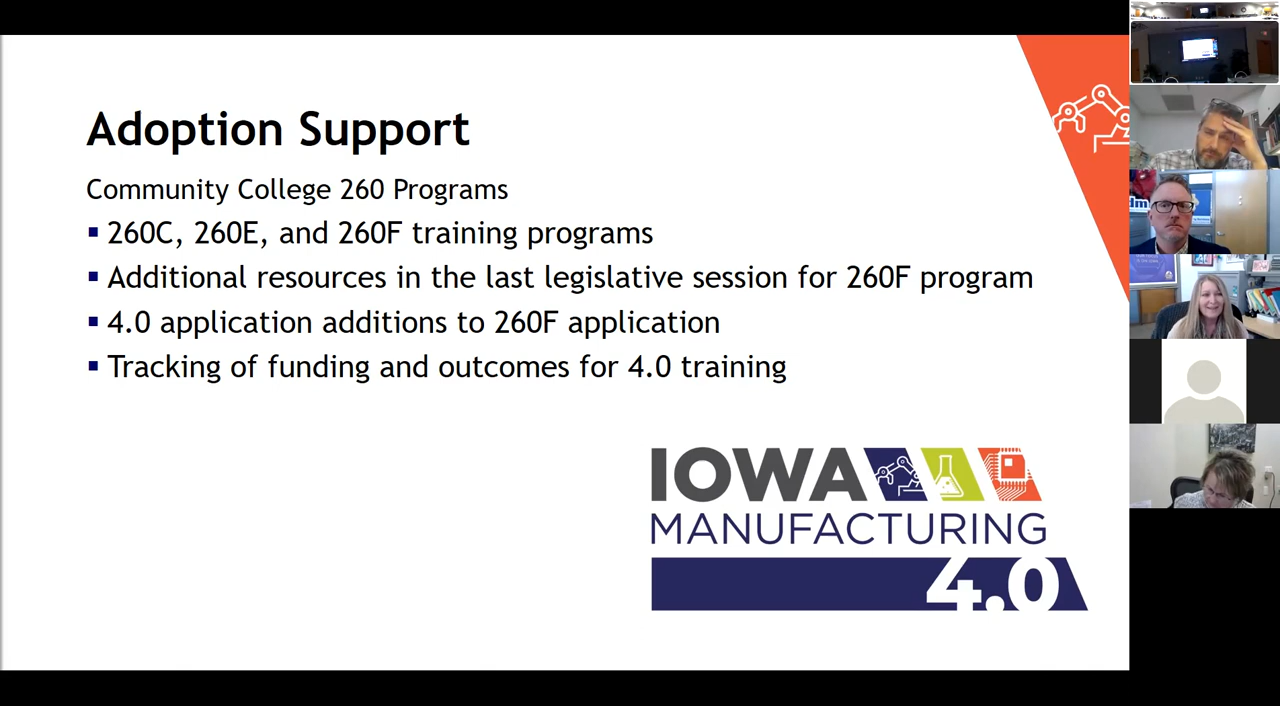 Adoption Support
Community College 260 Programs
260C, 260E, and 260F training programs
Additional resources in the last legislative session for 260F program
4.0 application additions to 260F application
Tracking of funding and outcomes for 4.0 training
IOWA
MANUFACTURING
4.0